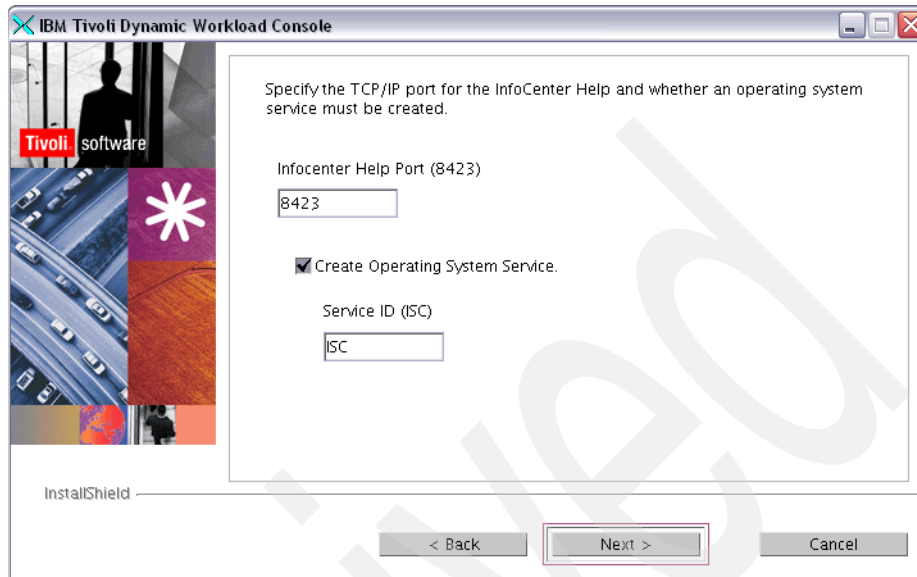 IBM Tivoli Dynamic Workload Console
Specify the TCP/IP port for the InfoCenter Help and whether an operating system
service must be created.
Tivoli. software
Infocenter Help Port (8423)
8423
Create Operating System Service.
Service ID (ISC)
ISC
InstallShield
< Back
Next >
Cancel
ived